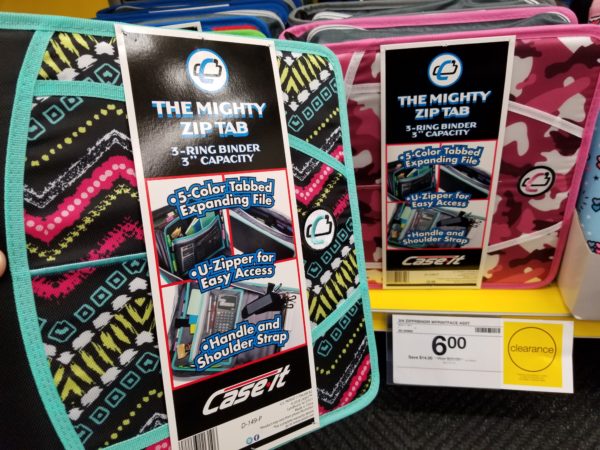 THE MIGHTY
ZIP TAB
3-RING BINDER
3" CAPACITY
• 5-Color Tabbed
Expanding File
• U-Zipper for
Easy Access
• Handle and
Shoulder Strap
Case·it
D-149-P
THE MIGHTY
ZIP TAB
3-RING BINDER
3" CAPACITY
• 5-Color Tabbed
Expanding File
• U-Zipper for
Easy Access
• Handle and
Shoulder Strap
Case·it
6.00
clearance